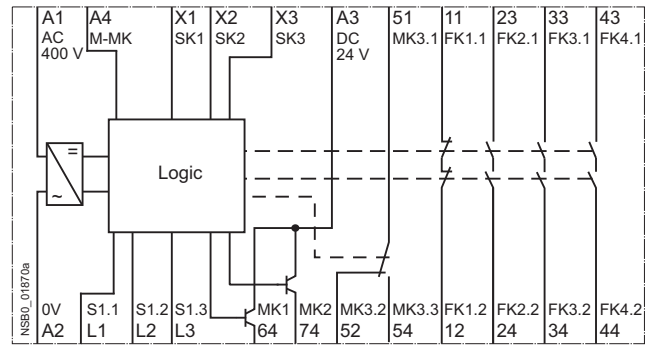 A1 A4 X1 X2 X3 A3 51 11 23 33 43
AC M-MK SK1 SK2 SK3 DC MK3.1 FK1.1 FK2.1 FK3.1 FK4.1
400 V 24 V
=
~
Logic
NSB0_01870a
0V S1.1 S1.2 S1.3 MK1 MK2 MK3.2 MK3.3 FK1.2 FK2.2 FK3.2 FK4.2
A2 L1 L2 L3 64 74 52 54 12 24 34 44